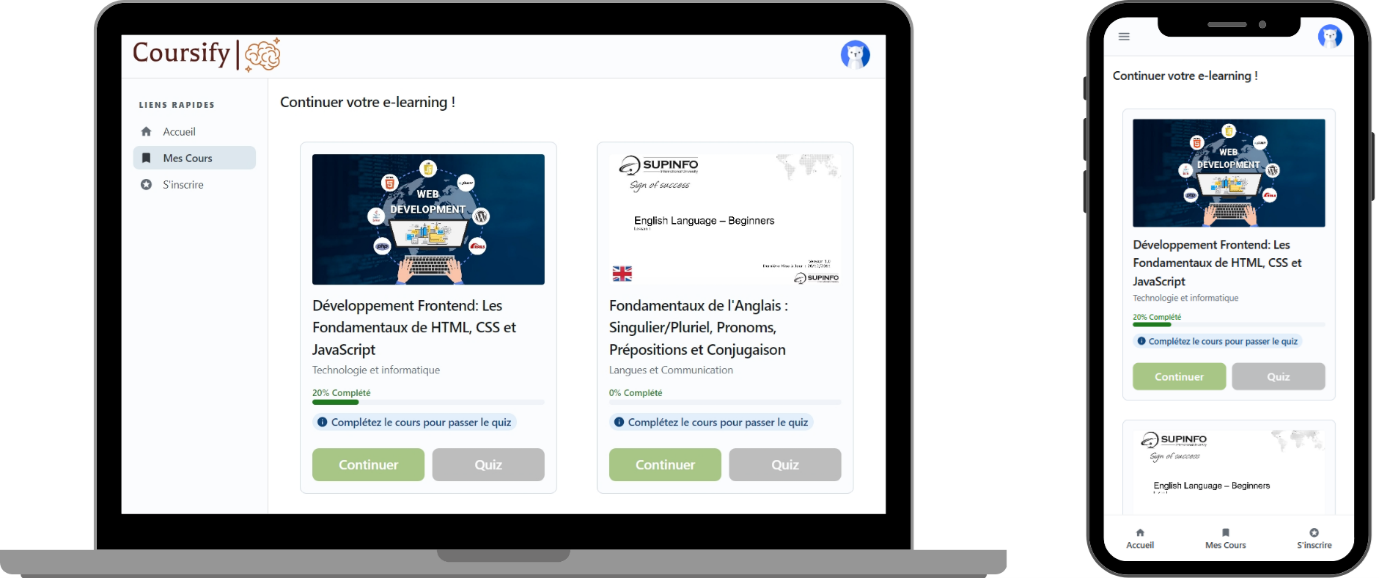 Coursify
LIENS RAPIDES
Accueil
Mes Cours
S'inscrire
Continuer votre e-learning !
WEB
DEVELOPMENT
Développement Frontend: Les
Fondamentaux de HTML, CSS et
JavaScript
Technologie et informatique
20% Complété
Complétez le cours pour passer le quiz
Continuer
Quiz
SUPINFO
International University
Sign of success
English Language – Beginners
SUPINFO
Fondamentaux de l'Anglais :
Singulier/Pluriel, Pronoms,
Prépositions et Conjugaison
Langues et Communication
0% Complété
Complétez le cours pour passer le quiz
Continuer
Quiz
Continuer votre e-learning !
WEB
DEVELOPMENT
Développement Frontend: Les
Fondamentaux de HTML, CSS et
JavaScript
Technologie et informatique
20% Complété
Complétez le cours pour passer le quiz
Continuer
Quiz
SUPINFO
Sign of success
English Language – Beginners
Accueil
Mes Cours
S'inscrire